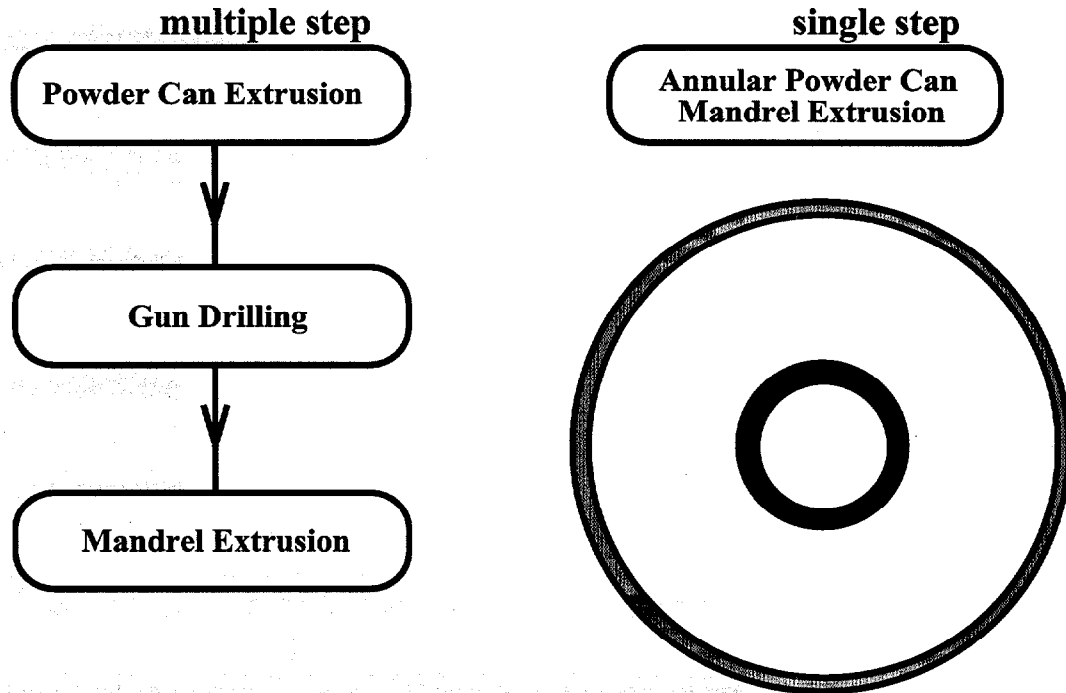 multiple step
Powder Can Extrusion
Gun Drilling
Mandrel Extrusion
single step
Annular Powder Can
Mandrel Extrusion